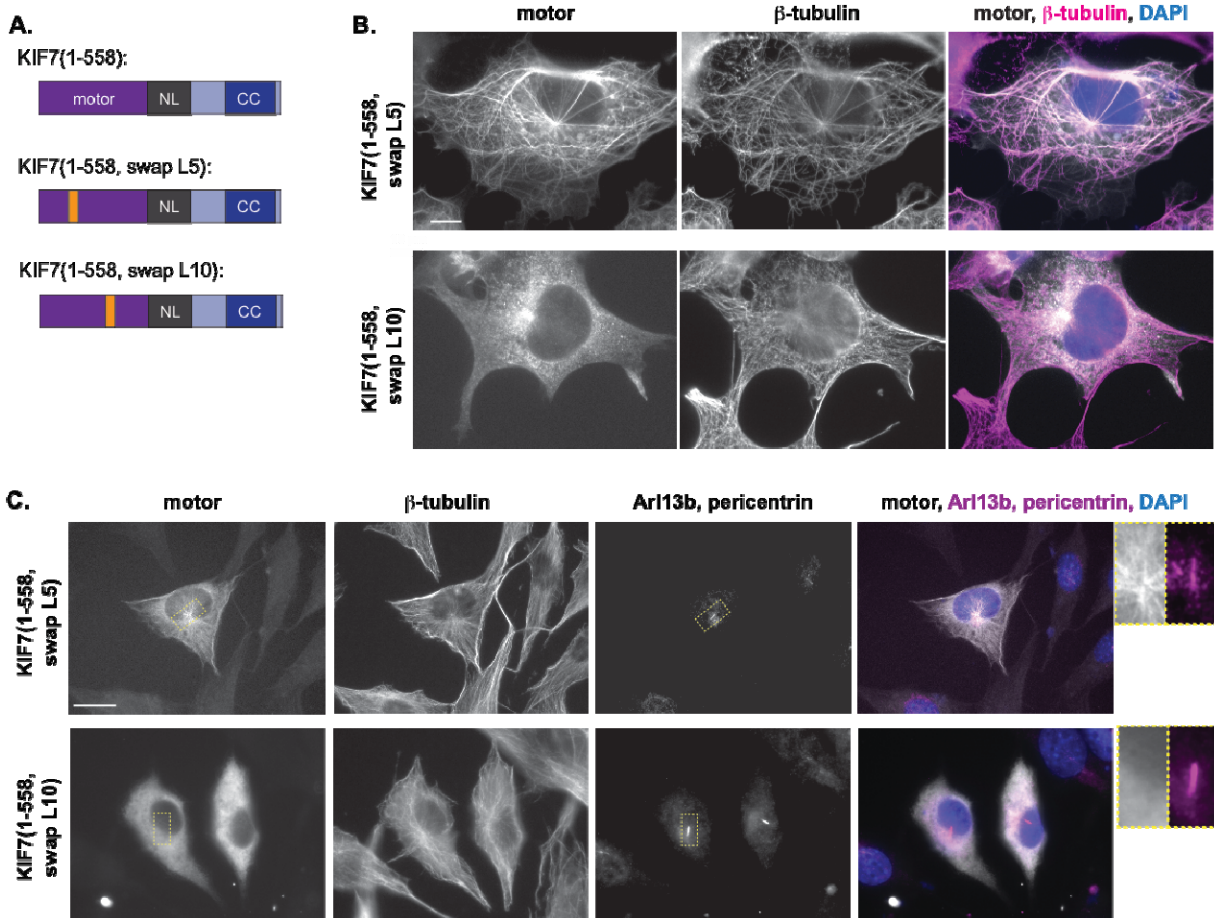 A.
KIF7(1-558):
motor NL CC
KIF7(1-558, swap L5):
NL CC
KIF7(1-558, swap L10):
NL CC
B.
motor β-tubulin motor, β-tubulin, DAPI
KIF7(1-558,
swap L5)
KIF7(1-558,
swap L10)
C.
motor β-tubulin Arl13b, pericentrin motor, Arl13b, pericentrin, DAPI
KIF7(1-558,
swap L5)
KIF7(1-558,
swap L10)